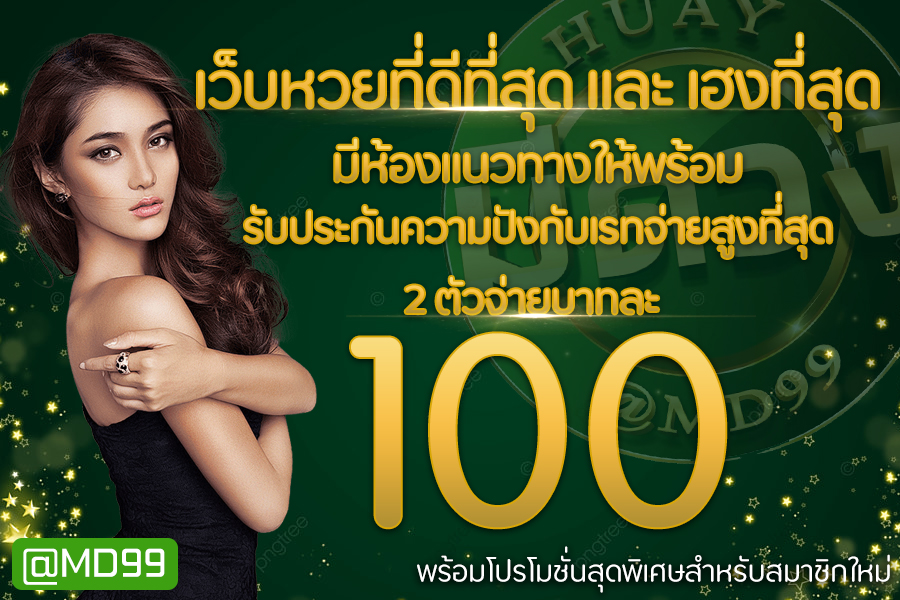 HUAY
เว็บหวยที่ดีที่สุด และ เฮงที่สุด
มีห้องแนวทางให้พร้อม
รับประกันความปังกับเรทจ่ายสูงที่สุด
2 ตัวจ่ายบาทละ
100
@MD99
@MD99
พร้อมโปรโมชั่นสุดพิเศษสำหรับสมาชิกใหม่